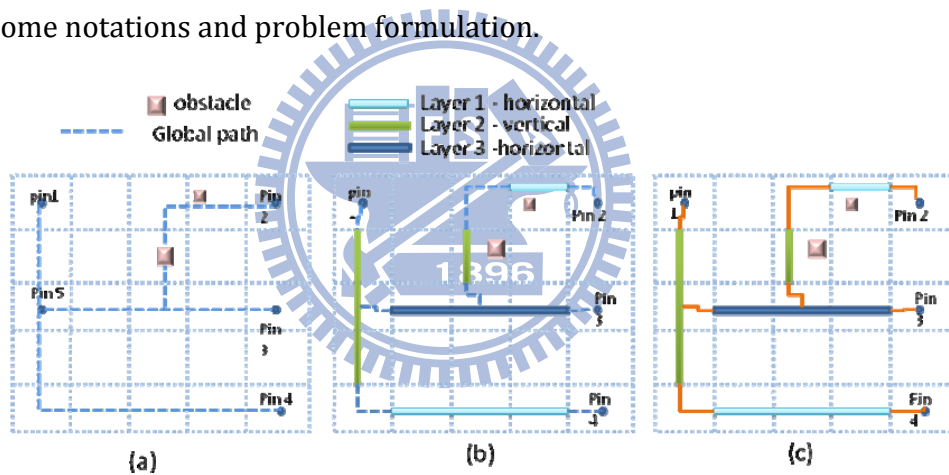 ome notations and problem formulation.
obstacle
Global path
Layer 1 - horizontal
Layer 2 - vertical
Layer 3 -horizontal
ES
1896
pin1
Pin
2
Pin5
Pin
3
Pin4
(a)
pin
Pin 2
Pin
3
Pin
4
(b)
pin
1
Pin 2
Pin
3
Pin
4
(c)